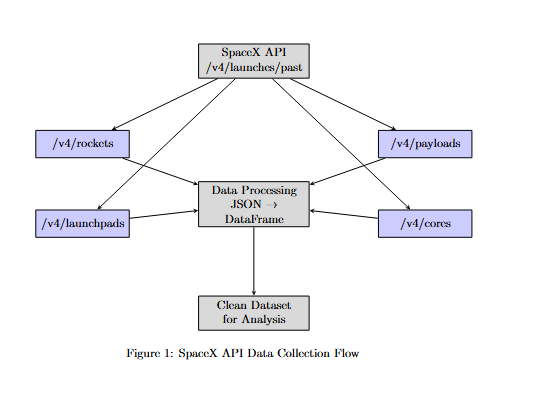 SpaceX API
/v4/launches/past
/v4/rockets
/v4/payloads
Data Processing
JSON →
DataFrame
/v4/launchpads
/v4/cores
Clean Dataset
for Analysis
Figure 1: SpaceX API Data Collection Flow